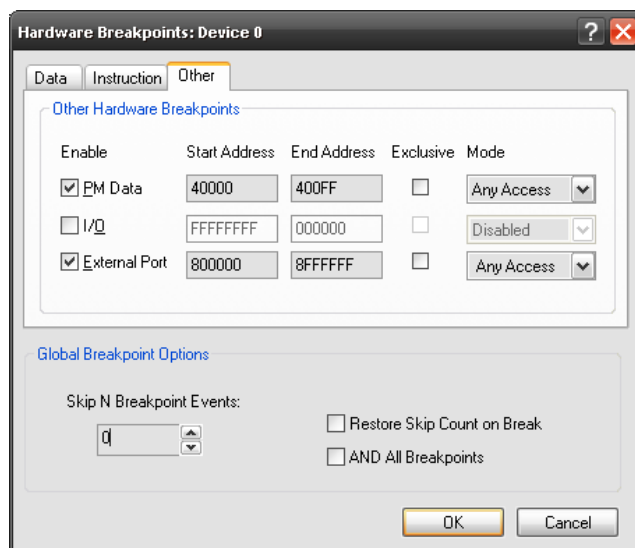 Hardware Breakpoints: Device 0
Data Instruction Other
Other Hardware Breakpoints
Enable Start Address End Address Exclusive Mode
PM Data 40000 400FF Any Access
I/O FFFFFFFF 000000 Disabled
External Port 800000 8FFFFFF Any Access
Global Breakpoint Options
Skip N Breakpoint Events:
0
Restore Skip Count on Break
AND All Breakpoints
OK Cancel